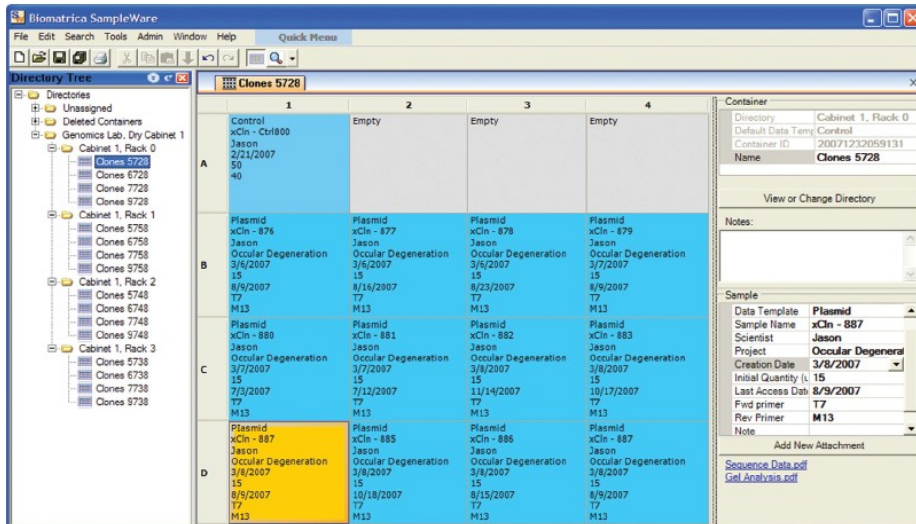 Biomatrica SampleWare
File Edit Search Tools Admin Window Help Quick Menu
Directory Tree
Directories
Unassigned
Deleted Containers
Genomics Lab, Dry Cabinet 1
Cabinet 1, Rack 0
Clones 5728
Clones 6728
Clones 7728
Clones 9728
Cabinet 1, Rack 1
Clones 5758
Clones 6758
Clones 7758
Clones 9758
Cabinet 1, Rack 2
Clones 5748
Clones 6748
Clones 7748
Clones 9748
Cabinet 1, Rack 3
Clones 5738
Clones 6738
Clones 7738
Clones 9738
Clones 5728
1 2 3 4
A
Control
xCln - Ctrl800
Jason
2/21/2007
50
40
Empty
Empty
Empty
B
Plasmid
xCln - 876
Jason
Occular Degeneration
3/6/2007
15
8/9/2007
T7
M13
Plasmid
xCln - 877
Jason
Occular Degeneration
3/6/2007
15
8/16/2007
T7
M13
Plasmid
xCln - 878
Jason
Occular Degeneration
3/6/2007
15
8/23/2007
T7
M13
Plasmid
xCln - 879
Jason
Occular Degeneration
3/7/2007
15
8/9/2007
T7
M13
C
Plasmid
xCln - 880
Jason
Occular Degeneration
3/7/2007
15
7/3/2007
T7
M13
Plasmid
xCln - 881
Jason
Occular Degeneration
3/7/2007
15
7/12/2007
T7
M13
Plasmid
xCln - 882
Jason
Occular Degeneration
3/8/2007
15
11/14/2007
T7
M13
Plasmid
xCln - 883
Jason
Occular Degeneration
3/8/2007
15
10/17/2007
T7
M13
D
Plasmid
xCln - 887
Jason
Occular Degeneration
3/8/2007
15
8/9/2007
T7
M13
Plasmid
xCln - 885
Jason
Occular Degeneration
3/8/2007
15
10/18/2007
T7
M13
Plasmid
xCln - 886
Jason
Occular Degeneration
3/8/2007
15
8/15/2007
T7
M13
Plasmid
xCln - 887
Jason
Occular Degeneration
3/8/2007
15
8/9/2007
T7
M13
Container
Directory Cabinet 1, Rack 0
Default Data Temp Control
Container ID 20071232059131
Name Clones 5728
View or Change Directory
Notes:
Sample
Data Template Plasmid
Sample Name xCln - 887
Scientist Jason
Project Occular Degenerat
Creation Date 3/8/2007
Initial Quantity (u 15
Last Access Date 8/9/2007
Fwd primer T7
Rev Primer M13
Note
Add New Attachment
Sequence Data.pdf
Gel Analysis.pdf